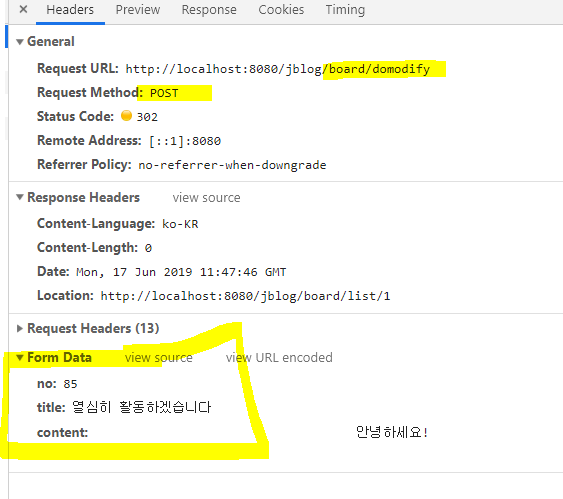 × Headers Preview Response Cookies Timing
▼ General
Request URL: http://localhost:8080/jblog/board/domodify
Request Method: POST
Status Code: 302
Remote Address: [::1]:8080
Referrer Policy: no-referrer-when-downgrade
▼ Response Headers view source
Content-Language: ko-KR
Content-Length: 0
Date: Mon, 17 Jun 2019 11:47:46 GMT
Location: http://localhost:8080/jblog/board/list/1
▶ Request Headers (13)
▼ Form Data view source view URL encoded
no: 85
title: 열심히 활동하겠습니다
content: 안녕하세요!